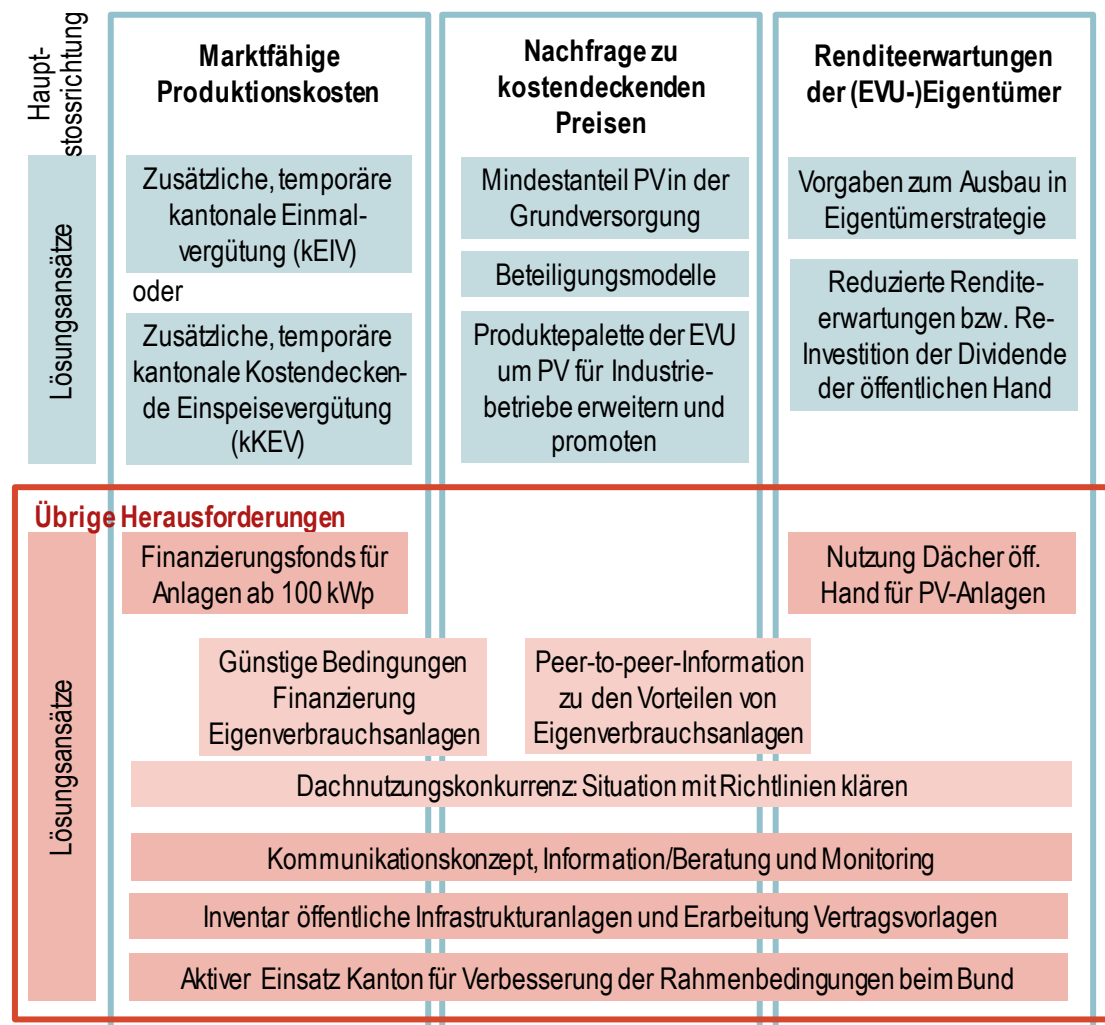 Haupt-
stossrichtung
Marktfähige
Produktionskosten
Nachfrage zu
kostendeckenden
Preisen
Renditeerwartungen
der (EVU-)Eigentümer
Lösungsansätze
Zusätzliche, temporäre
kantonale Einmal-
vergütung (kEIV)
oder
Zusätzliche, temporäre
kantonale Kostendecken-
de Einspeisevergütung
(kKEV)
Mindestanteil PV in der
Grundversorgung
Beteiligungsmodelle
Produktepalette der EVU
um PV für Industrie-
betriebe erweitern und
promoten
Vorgaben zum Ausbau in
Eigentümerstrategie
Reduzierte Rendite-
erwartungen bzw. Re-
Investition der Dividende
der öffentlichen Hand
Übrige Herausforderungen
Lösungsansätze
Finanzierungsfonds für
Anlagen ab 100 kWp
Nutzung Dächer öff.
Hand für PV-Anlagen
Günstige Bedingungen
Finanzierung
Eigenverbrauchsanlagen
Peer-to-peer-Information
zu den Vorteilen von
Eigenverbrauchsanlagen
Dachnutzungskonkurrenz: Situation mit Richtlinien klären
Kommunikationskonzept, Information/Beratung und Monitoring
Inventar öffentliche Infrastrukturanlagen und Erarbeitung Vertragsvorlagen
Aktiver Einsatz Kanton für Verbesserung der Rahmenbedingungen beim Bund